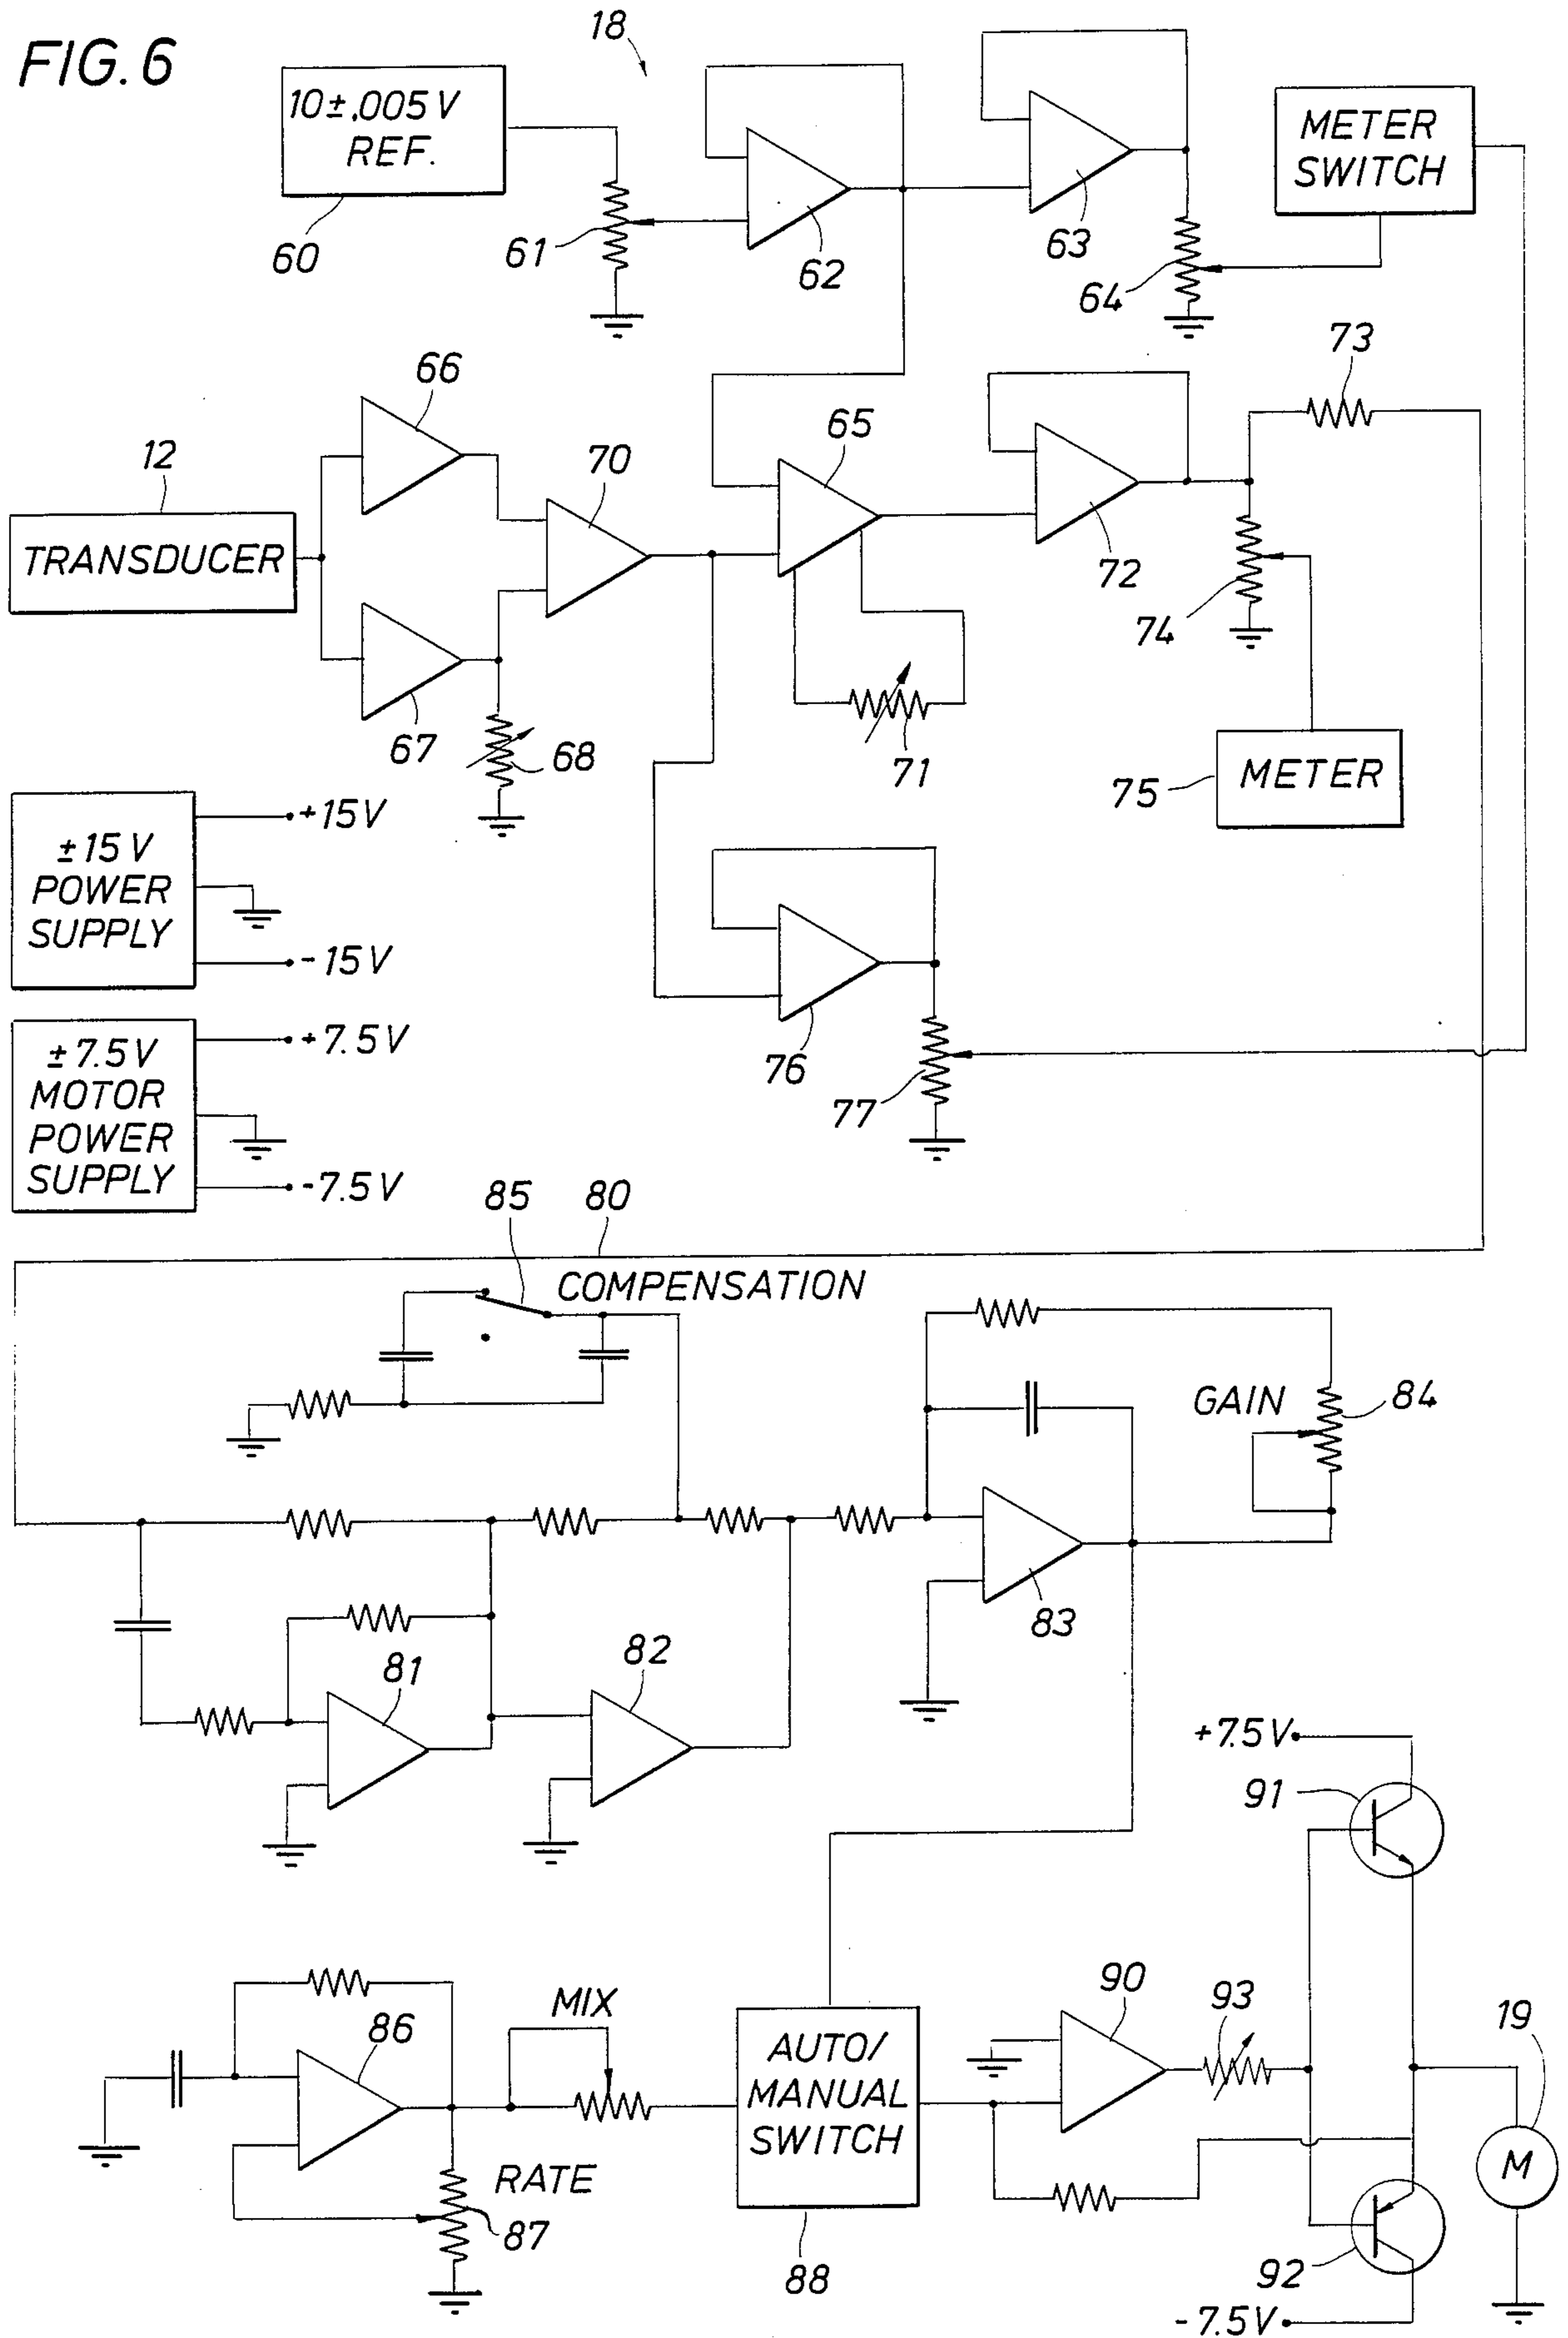 FIG. 6
18
10±.005 V
REF.
60
61
62
63
64
METER
SWITCH
66
12
TRANSDUCER
70
65
72
73
74
67
68
71
75
METER
±15 V
POWER
SUPPLY
+15V
-15V
76
77
±7.5V
MOTOR
POWER
SUPPLY
+7.5V
-7.5V
85
80
COMPENSATION
GAIN
84
83
81
82
+7.5V
91
86
MIX
RATE
87
AUTO/
MANUAL
SWITCH
88
90
93
19
M
92
-7.5V